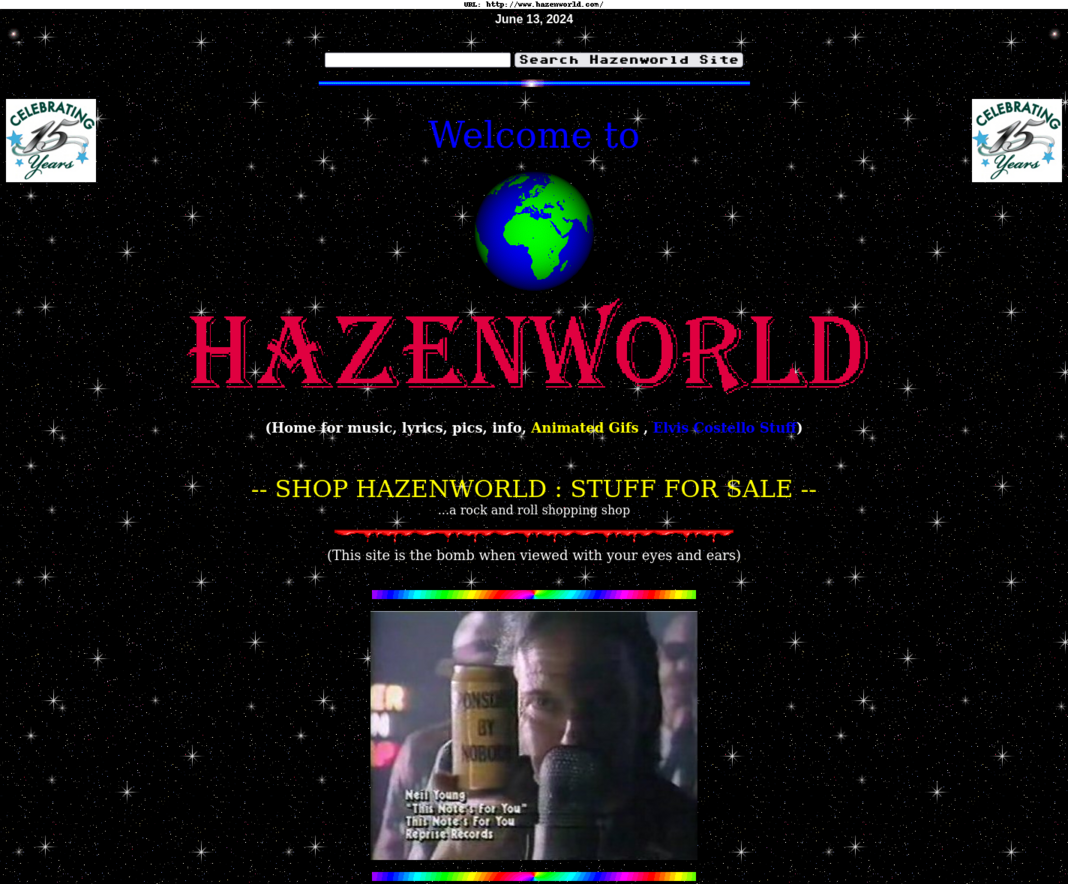 URL: http://www.hazenworld.com/
June 13, 2024
Search Hazenworld Site
CELEBRATING
15
Years
CELEBRATING
15
Years
Welcome to
HAZENWORLD
(Home for music, lyrics, pics, info, Animated Gifs , Elvis Costello Stuff)
-- SHOP HAZENWORLD : STUFF FOR SALE --
...a rock and roll shopping shop
(This site is the bomb when viewed with your eyes and ears)
BY
Neil Young
"This Note's For You"
This Note's For You
Reprise Records